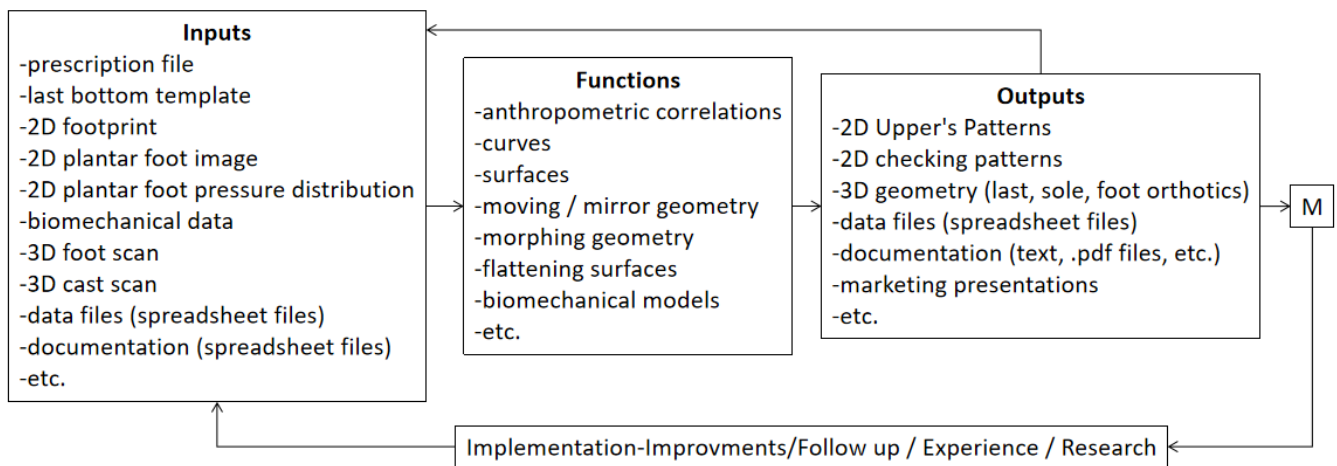 Inputs
-prescription file
-last bottom template
-2D footprint
-2D plantar foot image
-2D plantar foot pressure distribution
-biomechanical data
-3D foot scan
-3D cast scan
-data files (spreadsheet files)
-documentation (spreadsheet files)
-etc.
Functions
-anthropometric correlations
-curves
-surfaces
-moving / mirror geometry
-morphing geometry
-flattening surfaces
-biomechanical models
-etc.
Outputs
-2D Upper's Patterns
-2D checking patterns
-3D geometry (last, sole, foot orthotics)
-data files (spreadsheet files)
-documentation (text, .pdf files, etc.)
-marketing presentations
-etc.
M
Implementation-Improvments/Follow up / Experience / Research